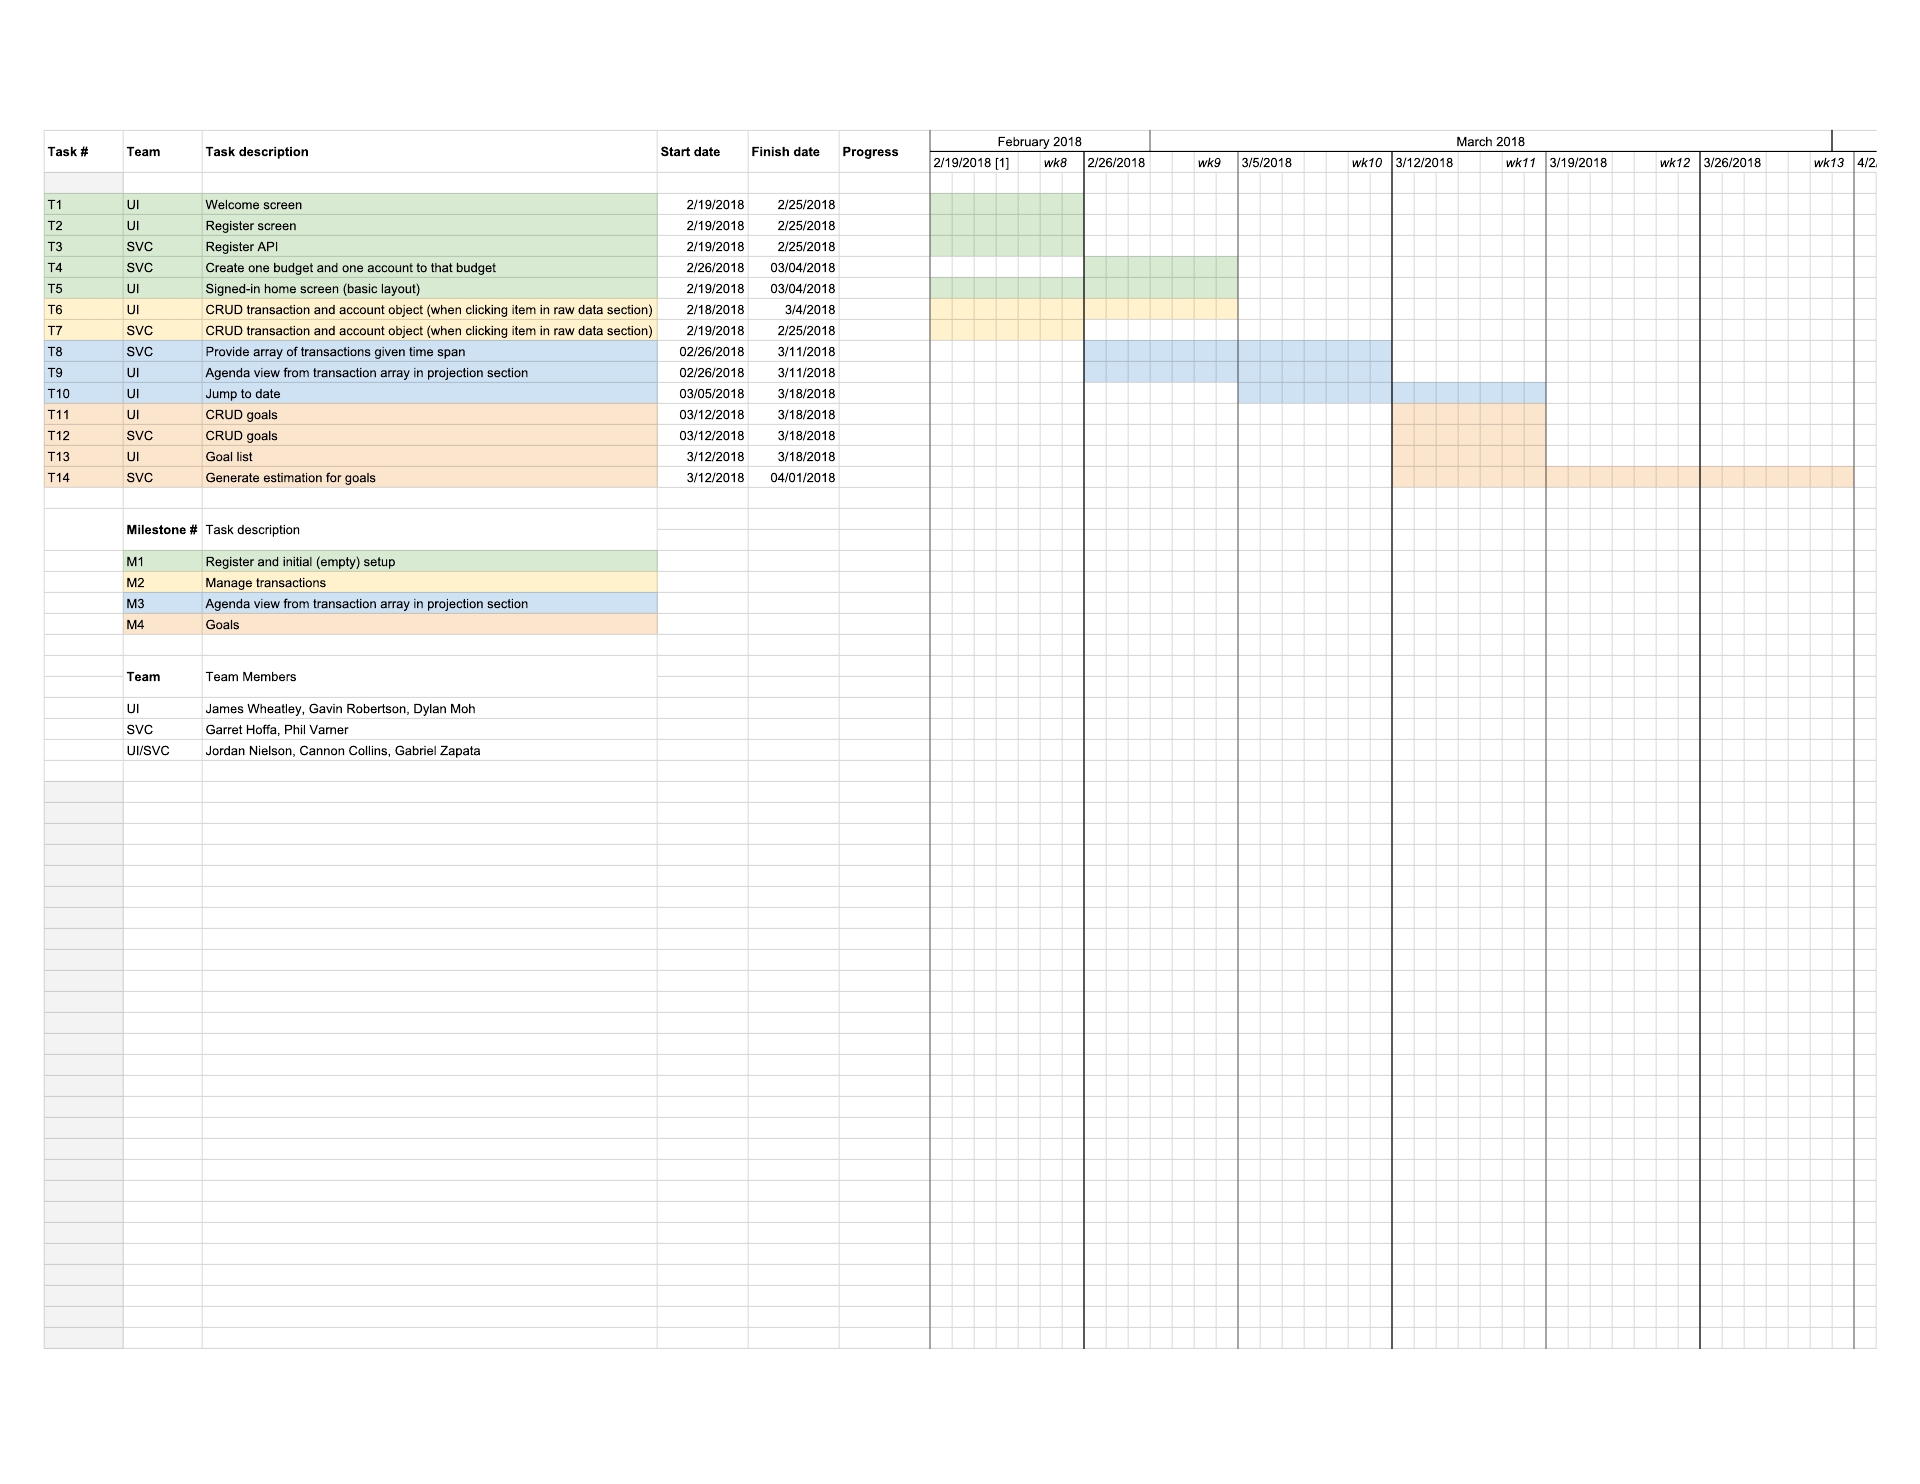 February 2018 March 2018
Task # Team Task description Start date Finish date Progress
2/19/2018 [1] wk8 2/26/2018 wk9 3/5/2018 wk10 3/12/2018 wk11 3/19/2018 wk12 3/26/2018 wk13 4/2/
T1 UI Welcome screen 2/19/2018 2/25/2018
T2 UI Register screen 2/19/2018 2/25/2018
T3 SVC Register API 2/19/2018 2/25/2018
T4 SVC Create one budget and one account to that budget 2/26/2018 03/04/2018
T5 UI Signed-in home screen (basic layout) 2/19/2018 03/04/2018
T6 UI CRUD transaction and account object (when clicking item in raw data section) 2/18/2018 3/4/2018
T7 SVC CRUD transaction and account object (when clicking item in raw data section) 2/19/2018 2/25/2018
T8 SVC Provide array of transactions given time span 02/26/2018 3/11/2018
T9 UI Agenda view from transaction array in projection section 02/26/2018 3/11/2018
T10 UI Jump to date 03/05/2018 3/18/2018
T11 UI CRUD goals 03/12/2018 3/18/2018
T12 SVC CRUD goals 03/12/2018 3/18/2018
T13 UI Goal list 3/12/2018 3/18/2018
T14 SVC Generate estimation for goals 3/12/2018 04/01/2018
Milestone # Task description
M1 Register and initial (empty) setup
M2 Manage transactions
M3 Agenda view from transaction array in projection section
M4 Goals
Team Team Members
UI James Wheatley, Gavin Robertson, Dylan Moh
SVC Garret Hoffa, Phil Varner
UI/SVC Jordan Nielson, Cannon Collins, Gabriel Zapata